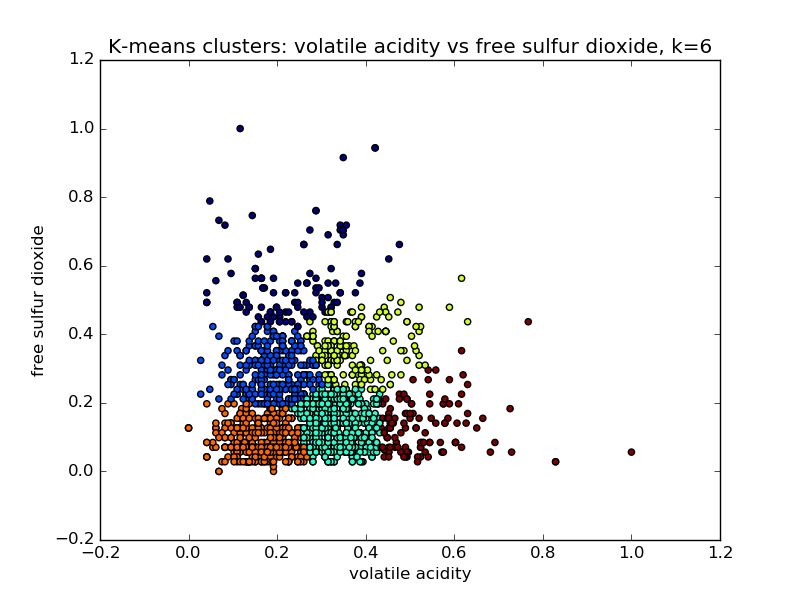 K-means clusters: volatile acidity vs free sulfur dioxide, k=6
1.2
1.0
0.8
0.6
0.4
0.2
0.0
−0.2
free sulfur dioxide
−0.2 0.0 0.2 0.4 0.6 0.8 1.0 1.2
volatile acidity